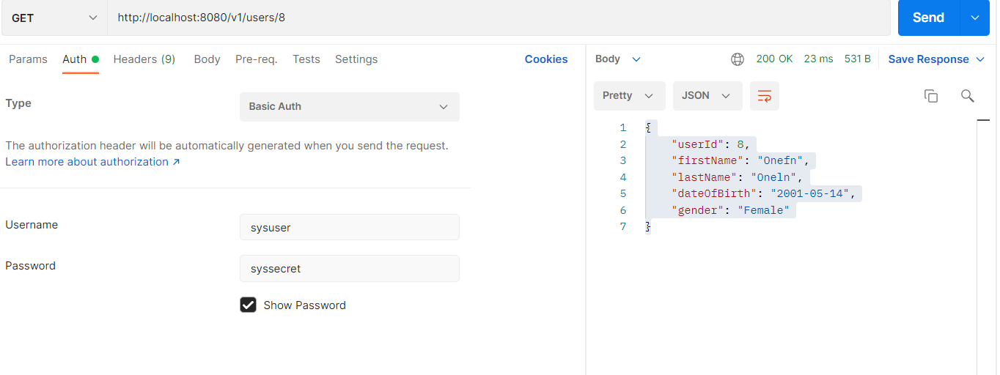 GET http://localhost:8080/v1/users/8 Send
Params Auth Headers (9) Body Pre-req. Tests Settings Cookies
Type Basic Auth
The authorization header will be automatically generated when you send the request.
Learn more about authorization ↗
Username sysuser
Password syssecret
Show Password
Body 200 OK 23 ms 531 B Save Response
Pretty JSON
1 {
2 "userId": 8,
3 "firstName": "Onefn",
4 "lastName": "Oneln",
5 "dateOfBirth": "2001-05-14",
6 "gender": "Female"
7 }